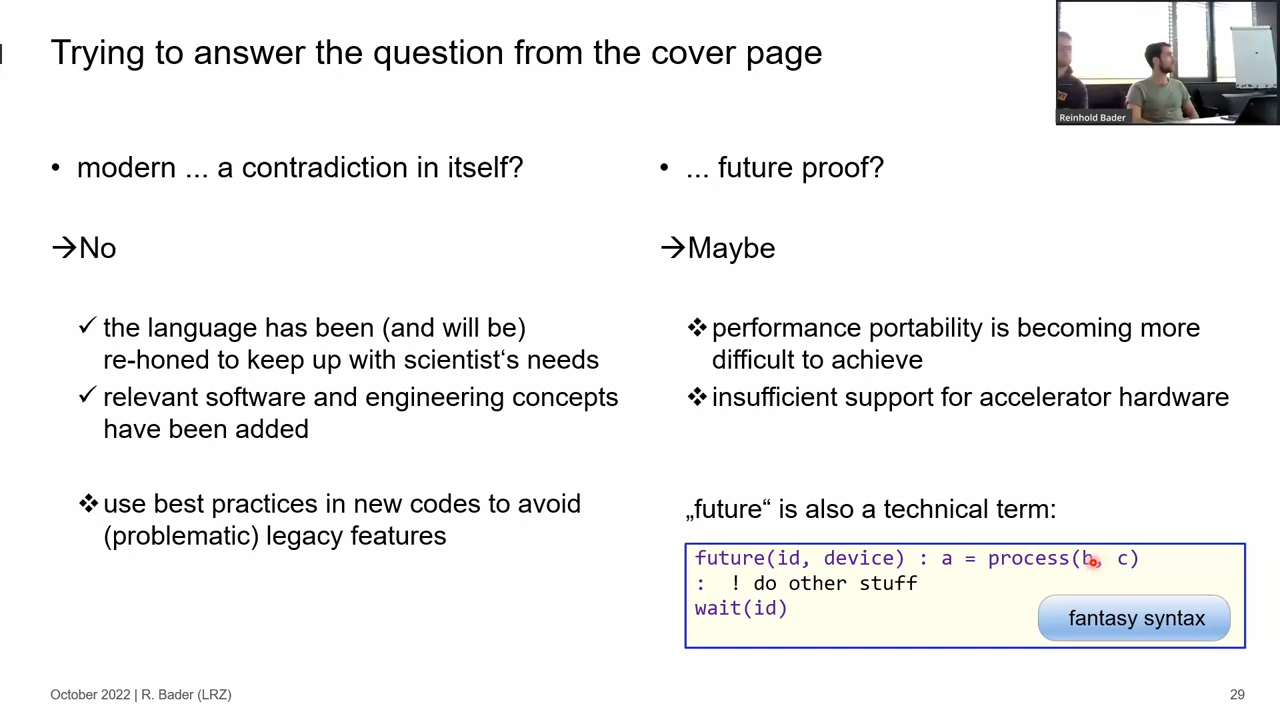 Trying to answer the question from the cover page
Reinhold Bader
• modern ... a contradiction in itself?
→No
✓ the language has been (and will be)
re-honed to keep up with scientist‘s needs
✓ relevant software and engineering concepts
have been added
❖ use best practices in new codes to avoid
(problematic) legacy features
• ... future proof?
→Maybe
❖ performance portability is becoming more
difficult to achieve
❖ insufficient support for accelerator hardware
„future“ is also a technical term:
future(id, device) : a = process(b, c)
: ! do other stuff
wait(id)
fantasy syntax
October 2022 | R. Bader (LRZ)
29